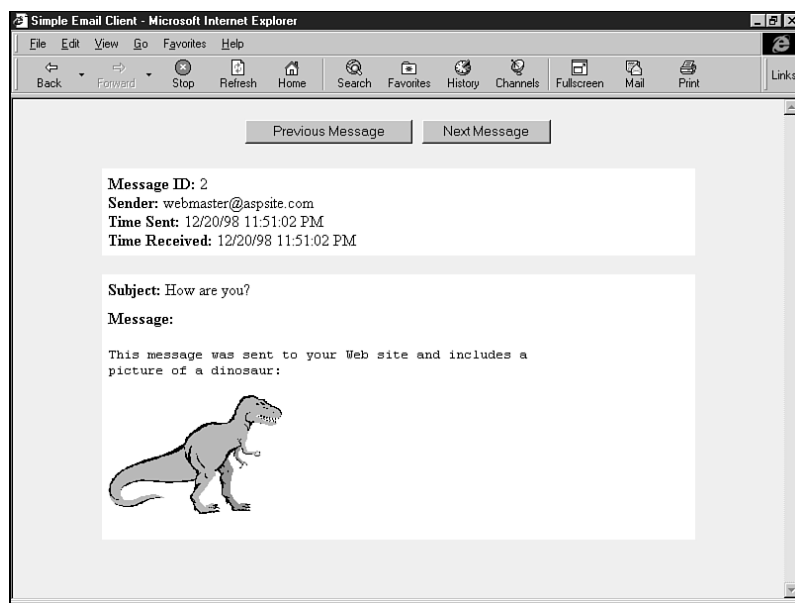 Simple Email Client - Microsoft Internet Explorer
File Edit View Go Favorites Help
Back Forward Stop Refresh Home Search Favorites History Channels Fullscreen Mail Print Links
Previous Message Next Message
Message ID: 2
Sender: webmaster@aspsite.com
Time Sent: 12/20/98 11:51:02 PM
Time Received: 12/20/98 11:51:02 PM
Subject: How are you?
Message:
This message was sent to your Web site and includes a
picture of a dinosaur: